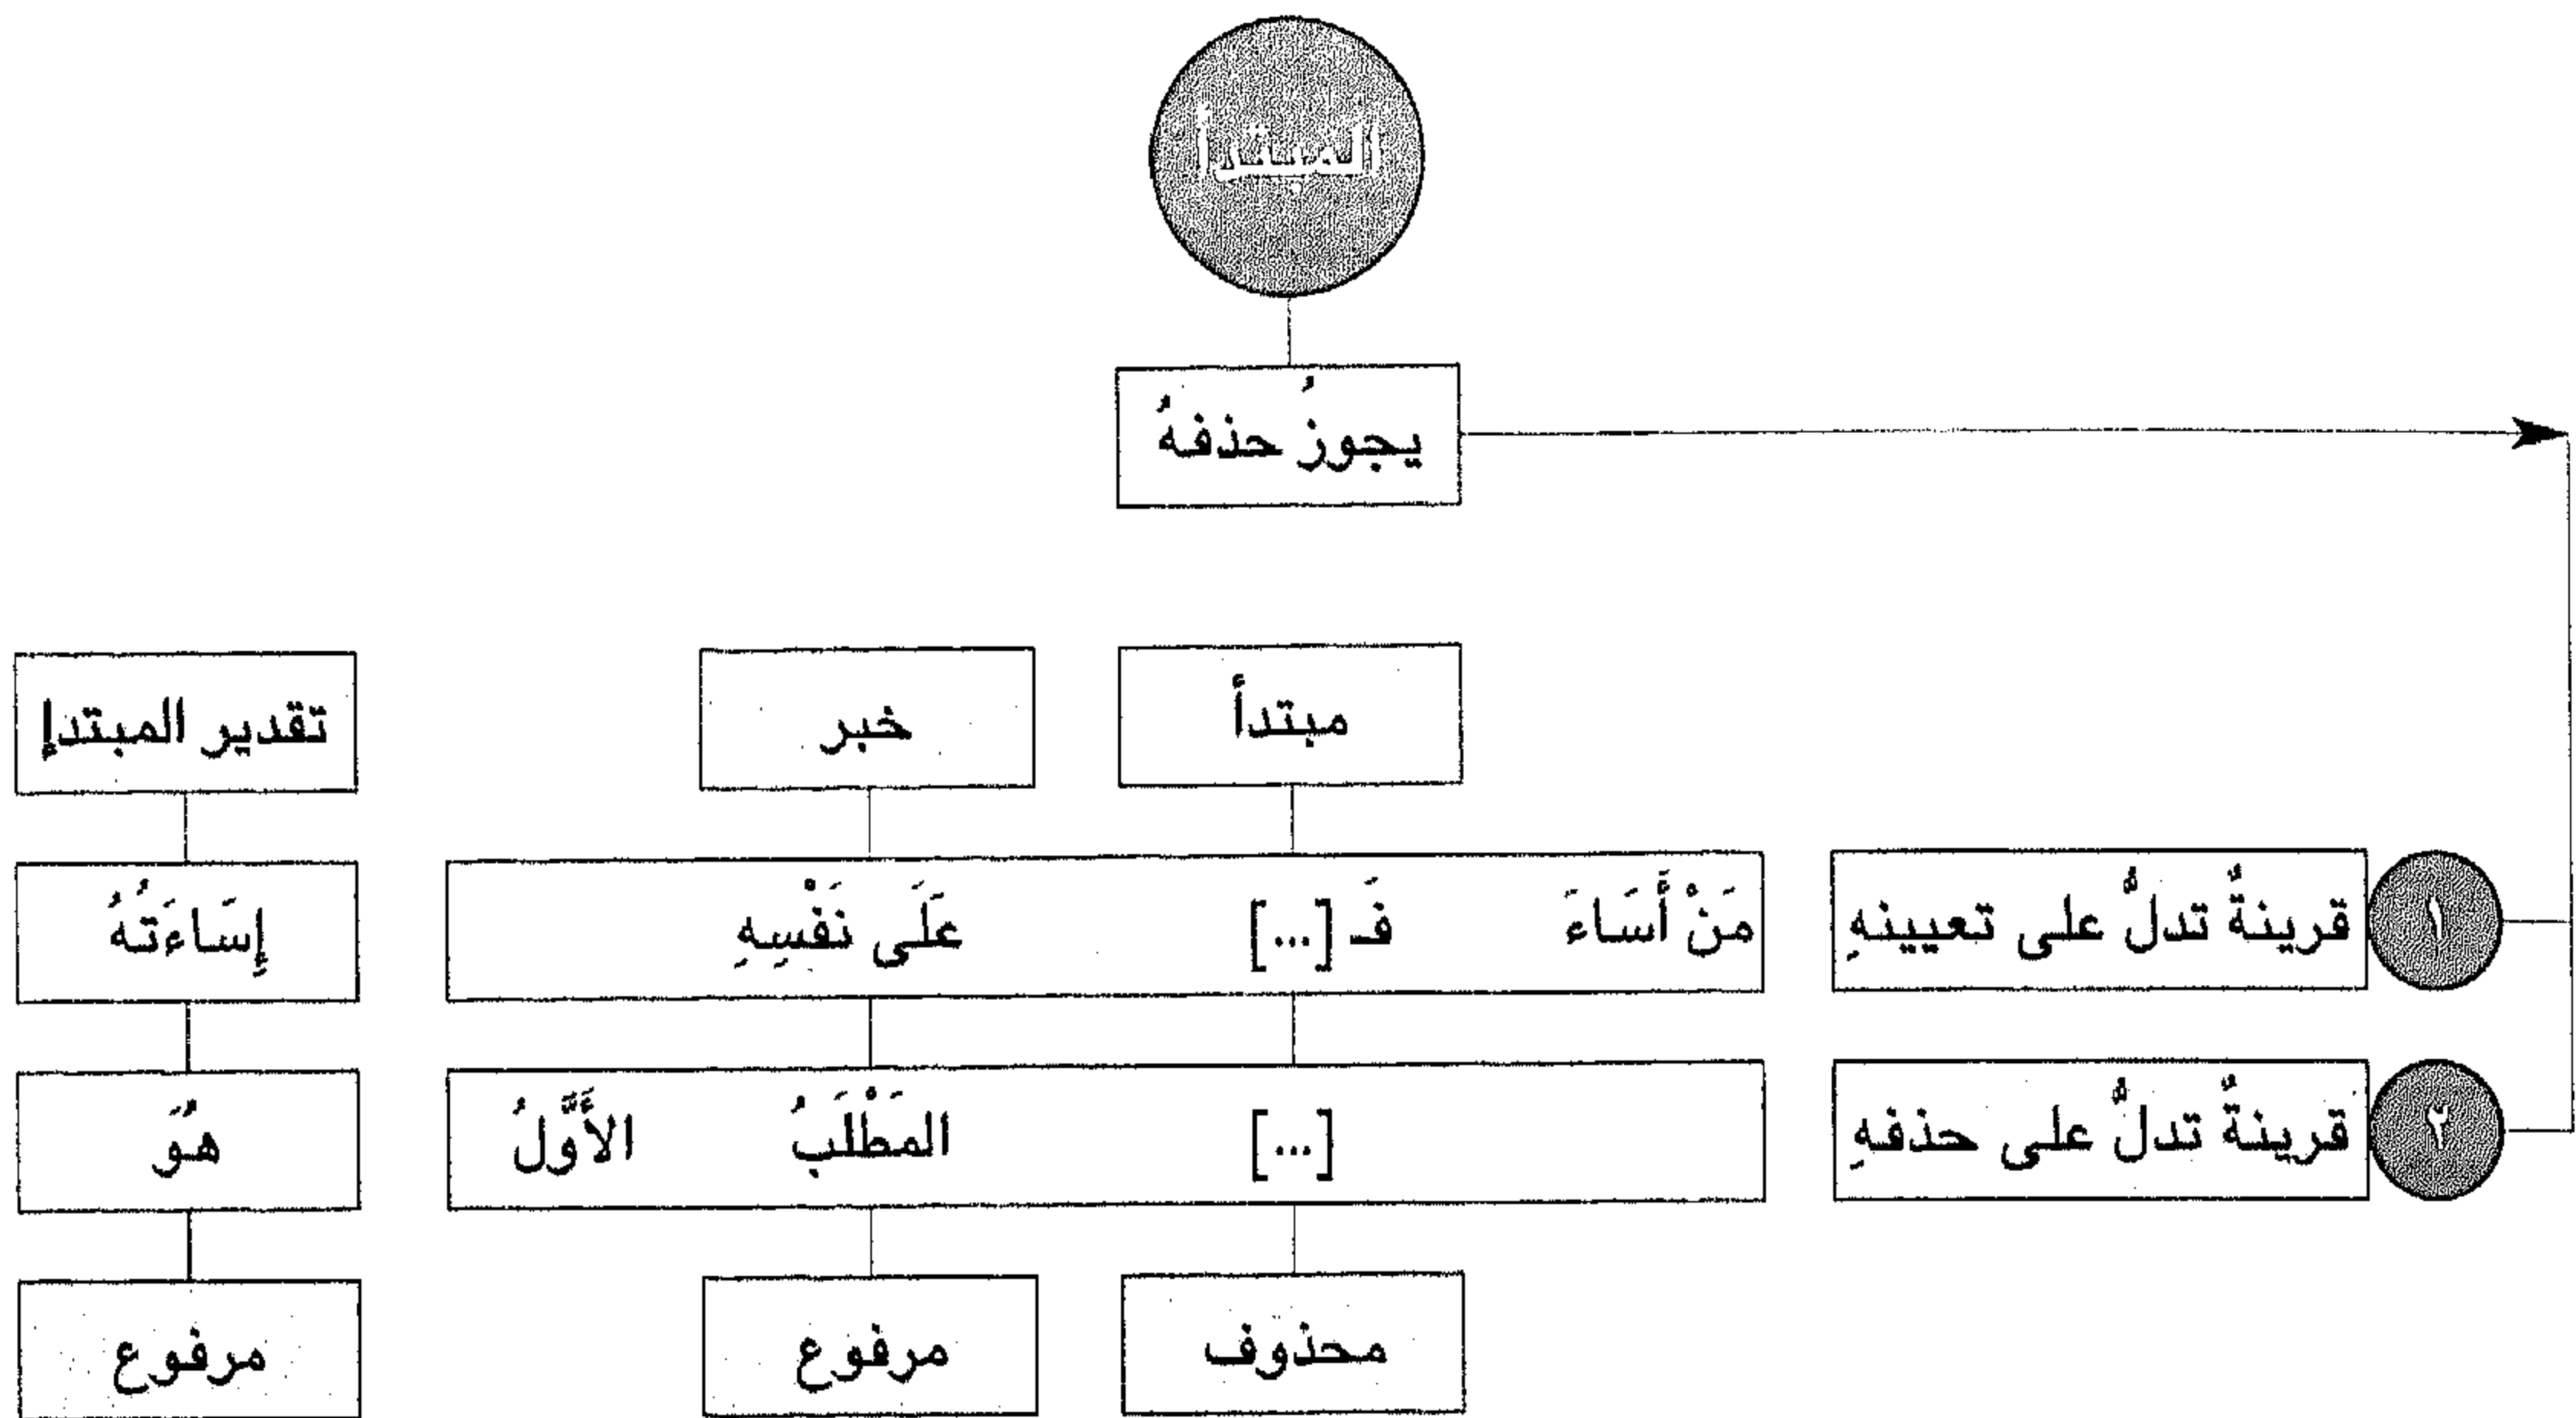 المبتدأ
يجوزُ حذفهُ
مبتدأ
خبر
تقدير المبتدإ
١ قرينةٌ تدلُّ على تعيينهِ
مَنْ أَسَاءَ فَـ [...] عَلَى نَفْسِهِ
إِسَاءَتُهُ
٢ قرينةٌ تدلُّ على حذفهِ
[...] المَطْلَبُ الأَوَّلُ
هُوَ
محذوف
مرفوع
مرفوع